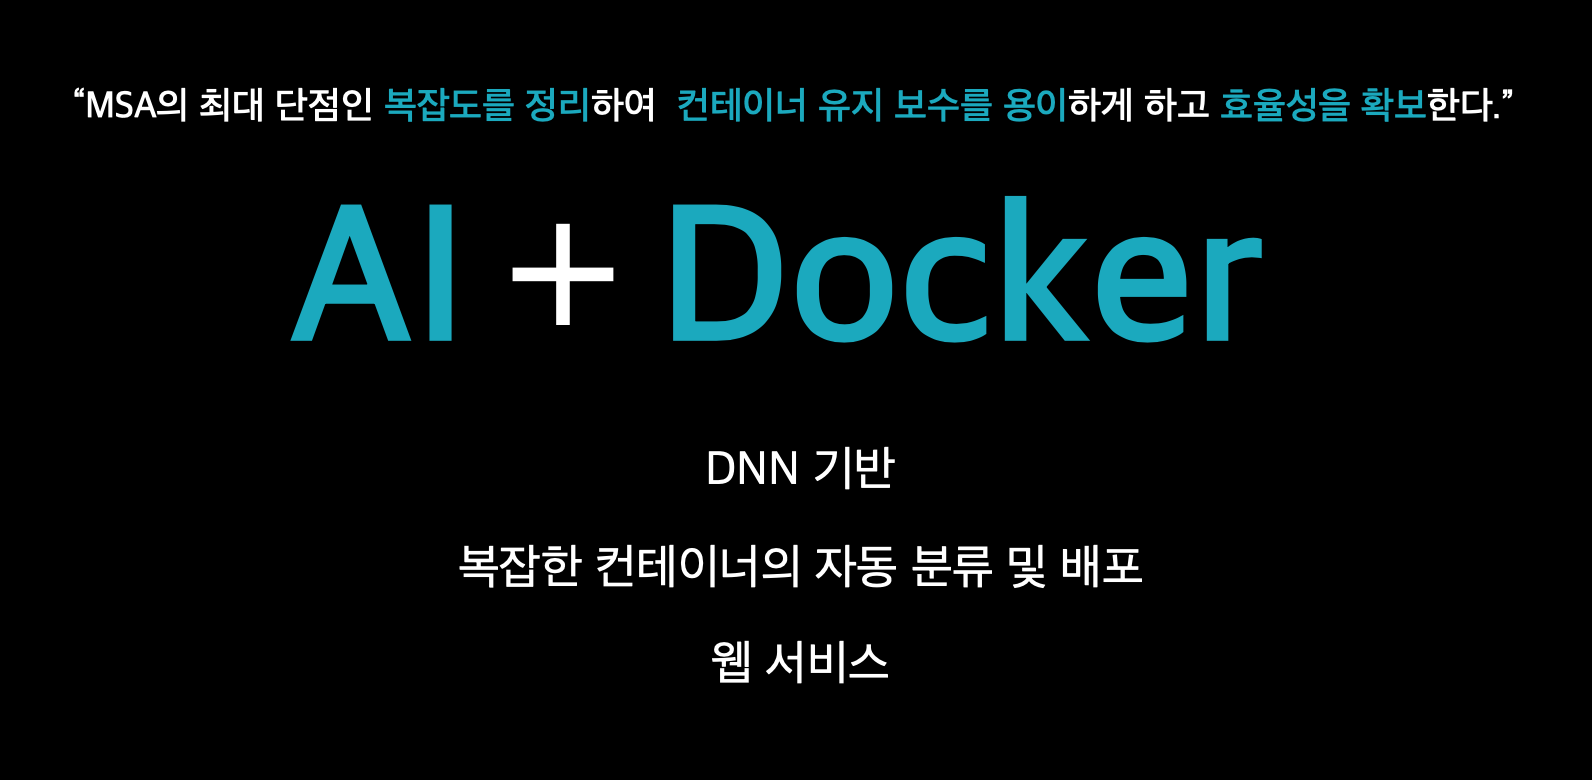 “MSA의 최대 단점인 복잡도를 정리하여 컨테이너 유지 보수를 용이하게 하고 효율성을 확보한다.”
AI + Docker
DNN 기반
복잡한 컨테이너의 자동 분류 및 배포
웹 서비스